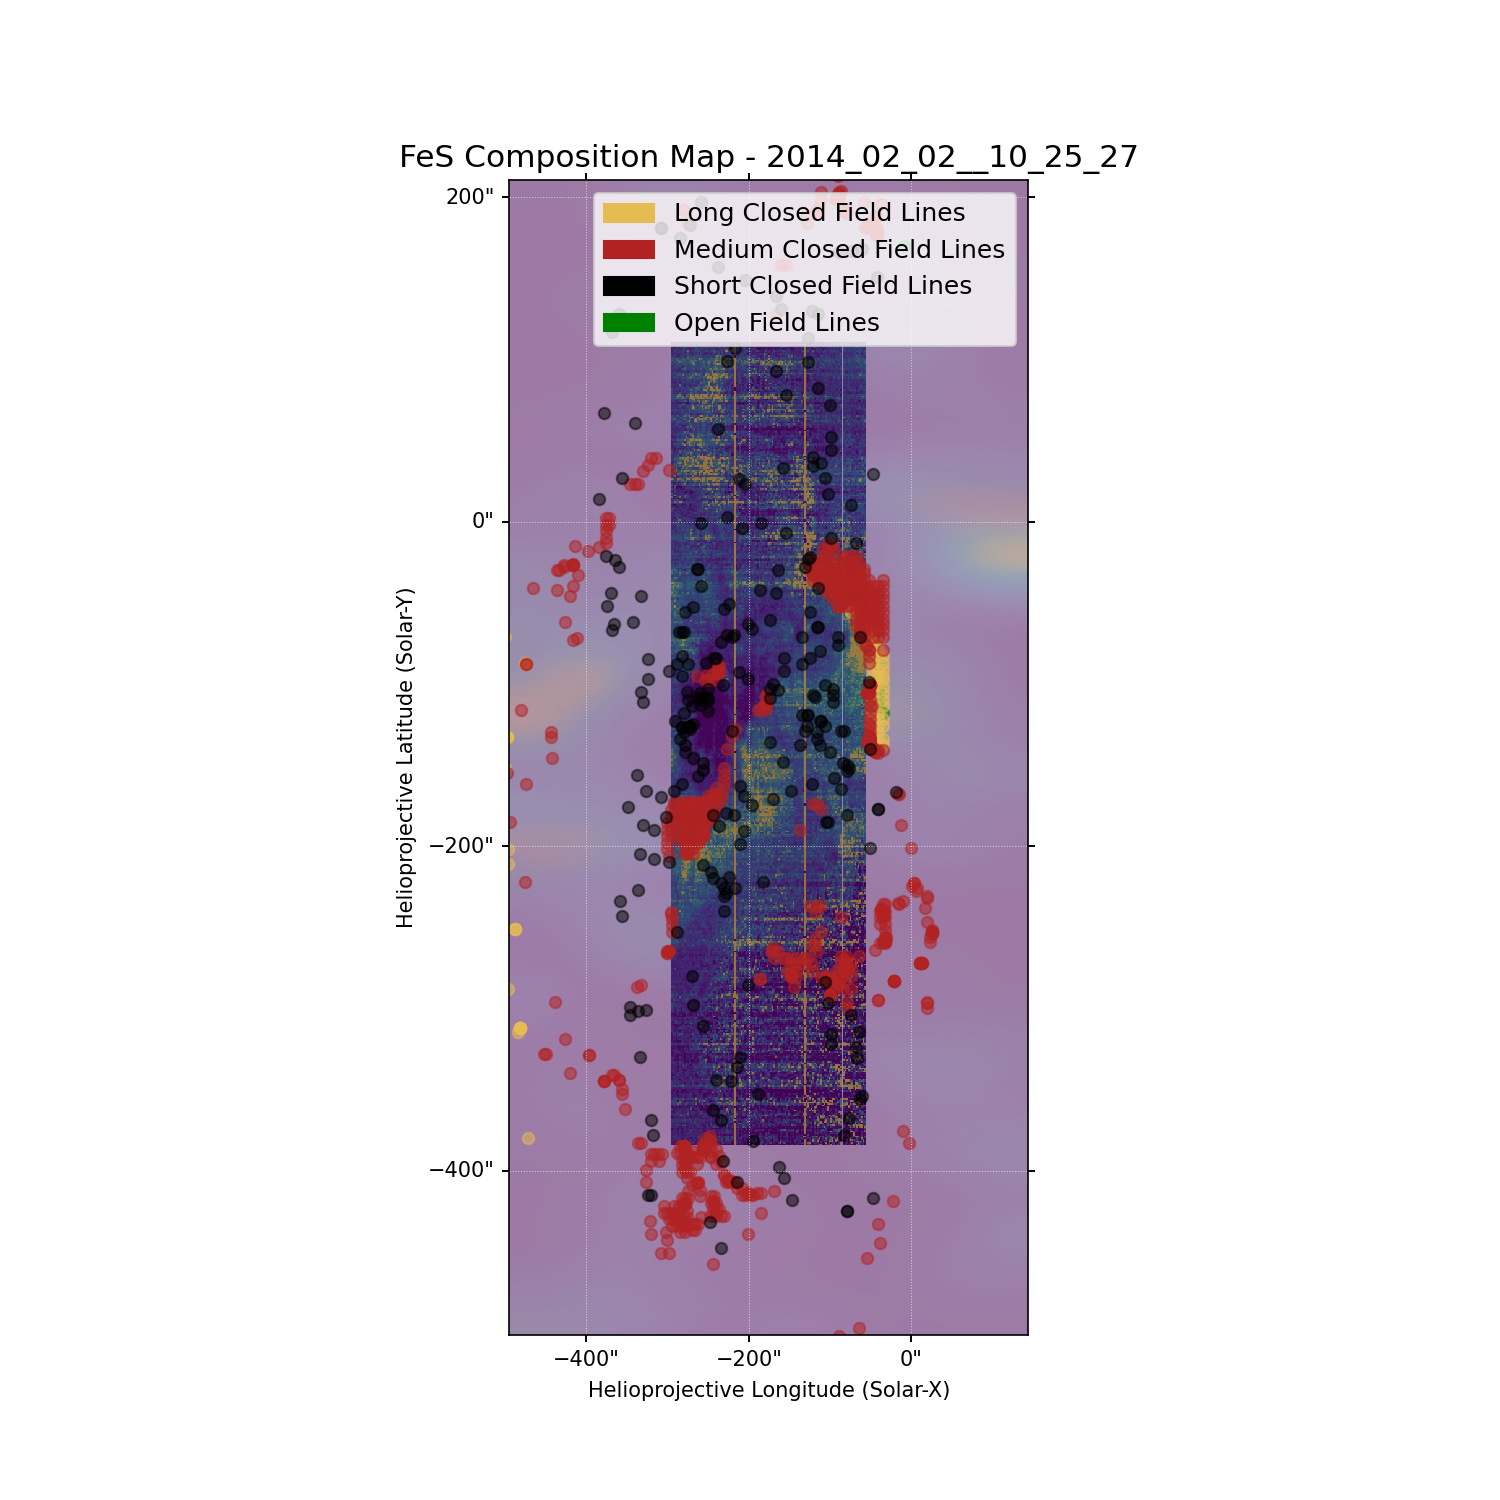 FeS Composition Map - 2014_02_02__10_25_27
Long Closed Field Lines
Medium Closed Field Lines
Short Closed Field Lines
Open Field Lines
200"
0"
−200"
−400"
Helioprojective Latitude (Solar-Y)
−400"
−200"
0"
Helioprojective Longitude (Solar-X)